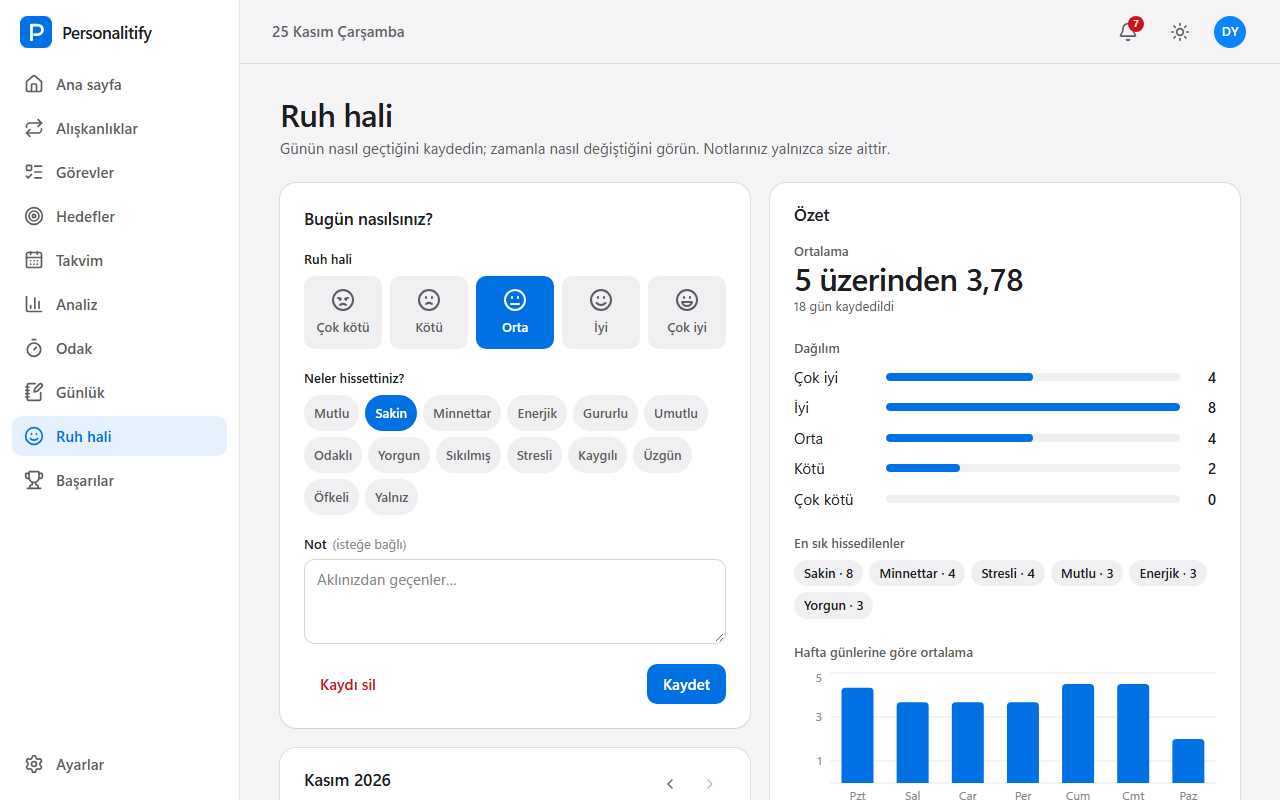 Personalitify
Ana sayfa
Alışkanlıklar
Görevler
Hedefler
Takvim
Analiz
Odak
Günlük
Ruh hali
Başarılar
Ayarlar
25 Kasım Çarşamba
7
DY
Ruh hali
Günün nasıl geçtiğini kaydedin; zamanla nasıl değiştiğini görün. Notlarınız yalnızca size aittir.
Bugün nasılsınız?
Ruh hali
Çok kötü Kötü Orta İyi Çok iyi
Neler hissettiniz?
Mutlu Sakin Minnettar Enerjik Gururlu Umutlu
Odaklı Yorgun Sıkılmış Stresli Kaygılı Üzgün
Öfkeli Yalnız
Not (isteğe bağlı)
Aklınızdan geçenler...
Kaydı sil Kaydet
Kasım 2026
Özet
Ortalama
5 üzerinden 3,78
18 gün kaydedildi
Dağılım
Çok iyi 4
İyi 8
Orta 4
Kötü 2
Çok kötü 0
En sık hissedilenler
Sakin · 8 Minnettar · 4 Stresli · 4 Mutlu · 3 Enerjik · 3
Yorgun · 3
Hafta günlerine göre ortalama
5
3
1
Pzt Sal Çar Per Cum Cmt Paz